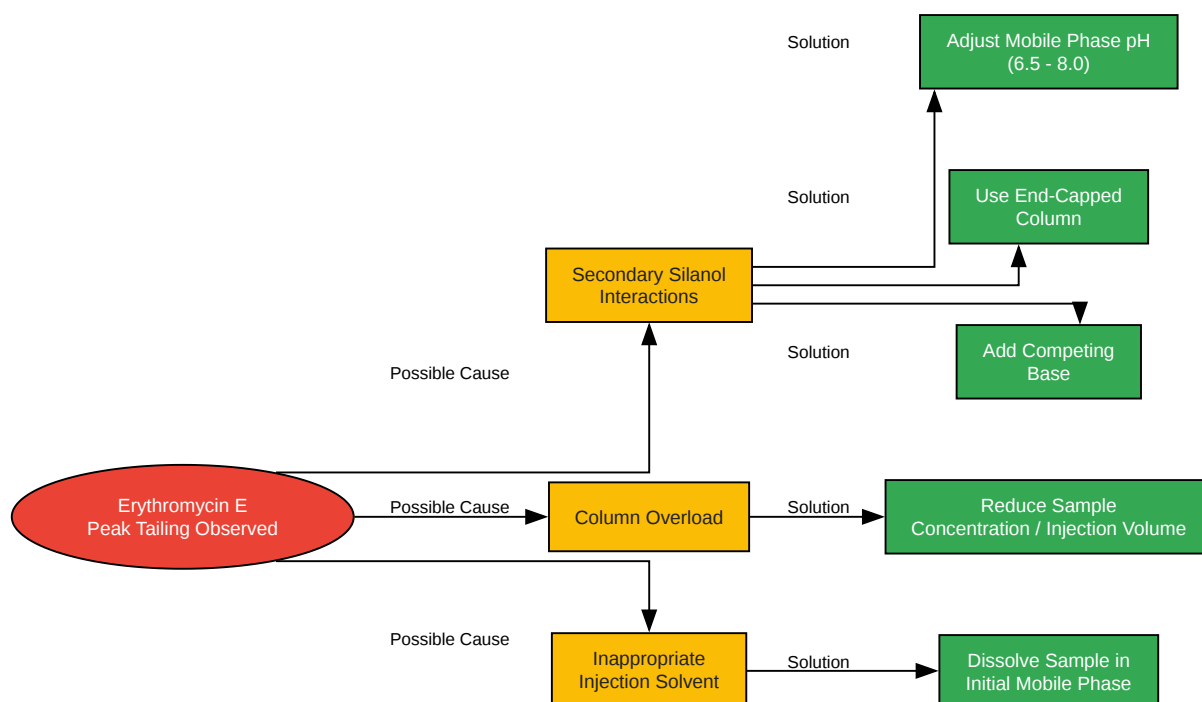 Solution
Adjust Mobile Phase pH
(6.5 - 8.0)
Solution
Use End-Capped
Column
Secondary Silanol
Interactions
Solution
Add Competing
Base
Possible Cause
Erythromycin E
Peak Tailing Observed
Possible Cause
Column Overload
Solution
Reduce Sample
Concentration / Injection Volume
Possible Cause
Inappropriate
Injection Solvent
Solution
Dissolve Sample in
Initial Mobile Phase